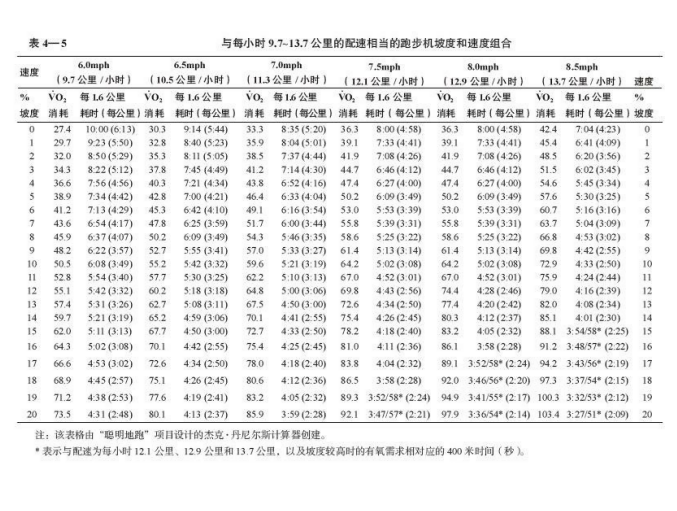 表 4—5 与每小时 9.7~13.7 公里的配速相当的跑步机坡度和速度组合
速度 6.0mph 6.5mph 7.0mph 7.5mph 8.0mph 8.5mph
(9.7 公里 / 小时) (10.5 公里 / 小时) (11.3 公里 / 小时) (12.1 公里 / 小时) (12.9 公里 / 小时) (13.7 公里 / 小时) 速度
% V̇O₂ 每 1.6 公里 V̇O₂ 每 1.6 公里 V̇O₂ 每 1.6 公里 V̇O₂ 每 1.6 公里 V̇O₂ 每 1.6 公里 V̇O₂ 每 1.6 公里 %
坡度 消耗 耗时 (每公里) 消耗 耗时 (每公里) 消耗 耗时 (每公里) 消耗 耗时 (每公里) 消耗 耗时 (每公里) 消耗 耗时 (每公里) 坡度
0 27.4 10:00 (6:13) 30.3 9:14 (5:44) 33.3 8:35 (5:20) 36.3 8:00 (4:58) 36.3 8:00 (4:58) 42.4 7:04 (4:23) 0
1 29.7 9:23 (5:50) 32.8 8:40 (5:23) 35.9 8:04 (5:01) 39.1 7:33 (4:41) 39.1 7:33 (4:41) 45.4 6:41 (4:09) 1
2 32.0 8:50 (5:29) 35.3 8:11 (5:05) 38.5 7:37 (4:44) 41.9 7:08 (4:26) 41.9 7:08 (4:26) 48.5 6:20 (3:56) 2
3 34.3 8:22 (5:12) 37.8 7:45 (4:49) 41.2 7:14 (4:30) 44.7 6:46 (4:12) 44.7 6:46 (4:12) 51.5 6:02 (3:45) 3
4 36.6 7:56 (4:56) 40.3 7:21 (4:34) 43.8 6:52 (4:16) 47.4 6:27 (4:00) 47.4 6:27 (4:00) 54.6 5:45 (3:34) 4
5 38.9 7:34 (4:42) 42.8 7:00 (4:21) 46.4 6:33 (4:04) 50.2 6:09 (3:49) 50.2 6:09 (3:49) 57.6 5:30 (3:25) 5
6 41.2 7:13 (4:29) 45.3 6:42 (4:10) 49.1 6:16 (3:54) 53.0 5:53 (3:39) 53.0 5:53 (3:39) 60.7 5:16 (3:16) 6
7 43.6 6:54 (4:17) 47.8 6:25 (3:59) 51.7 6:00 (3:44) 55.8 5:39 (3:31) 55.8 5:39 (3:31) 63.7 5:04 (3:09) 7
8 45.9 6:37 (4:07) 50.2 6:09 (3:49) 54.3 5:46 (3:35) 58.6 5:25 (3:22) 58.6 5:25 (3:22) 66.8 4:53 (3:02) 8
9 48.2 6:22 (3:57) 52.7 5:55 (3:41) 57.0 5:33 (3:27) 61.4 5:13 (3:14) 61.4 5:13 (3:14) 69.8 4:42 (2:55) 9
10 50.5 6:08 (3:49) 55.2 5:42 (3:32) 59.6 5:21 (3:19) 64.2 5:02 (3:08) 64.2 5:02 (3:08) 72.9 4:33 (2:50) 10
11 52.8 5:54 (3:40) 57.7 5:30 (3:25) 62.2 5:10 (3:13) 67.0 4:52 (3:01) 67.0 4:52 (3:01) 75.9 4:24 (2:44) 11
12 55.1 5:42 (3:32) 60.2 5:18 (3:18) 64.8 5:00 (3:06) 69.8 4:43 (2:56) 74.4 4:28 (2:46) 79.0 4:16 (2:39) 12
13 57.4 5:31 (3:26) 62.7 5:08 (3:11) 67.5 4:50 (3:00) 72.6 4:34 (2:50) 77.4 4:20 (2:42) 82.0 4:08 (2:34) 13
14 59.7 5:21 (3:19) 65.2 4:59 (3:06) 70.1 4:41 (2:55) 75.4 4:26 (2:45) 80.3 4:12 (2:37) 85.1 4:01 (2:30) 14
15 62.0 5:11 (3:13) 67.7 4:50 (3:00) 72.7 4:33 (2:50) 78.2 4:18 (2:40) 83.2 4:05 (2:32) 88.1 3:54/58* (2:25) 15
16 64.3 5:02 (3:08) 70.1 4:42 (2:55) 75.4 4:25 (2:45) 81.0 4:11 (2:36) 86.1 3:58 (2:28) 91.2 3:48/57* (2:22) 16
17 66.6 4:53 (3:02) 72.6 4:34 (2:50) 78.0 4:18 (2:40) 83.8 4:04 (2:32) 89.1 3:52/58* (2:24) 94.2 3:43/56* (2:19) 17
18 68.9 4:45 (2:57) 75.1 4:26 (2:45) 80.6 4:12 (2:36) 86.5 3:58 (2:28) 92.0 3:46/56* (2:20) 97.3 3:37/54* (2:15) 18
19 71.2 4:38 (2:53) 77.6 4:19 (2:41) 83.2 4:05 (2:32) 89.3 3:52/58* (2:24) 94.9 3:41/55* (2:17) 100.3 3:32/53* (2:12) 19
20 73.5 4:31 (2:48) 80.1 4:13 (2:37) 85.9 3:59 (2:28) 92.1 3:47/57* (2:21) 97.9 3:36/54* (2:14) 103.4 3:27/51* (2:09) 20
注：该表格由“聪明地跑”项目设计的杰克·丹尼尔斯计算器创建。
* 表示与配速为每小时 12.1 公里、12.9 公里和 13.7 公里，以及坡度较高时的有氧需求相对应的 400 米时间（秒）。